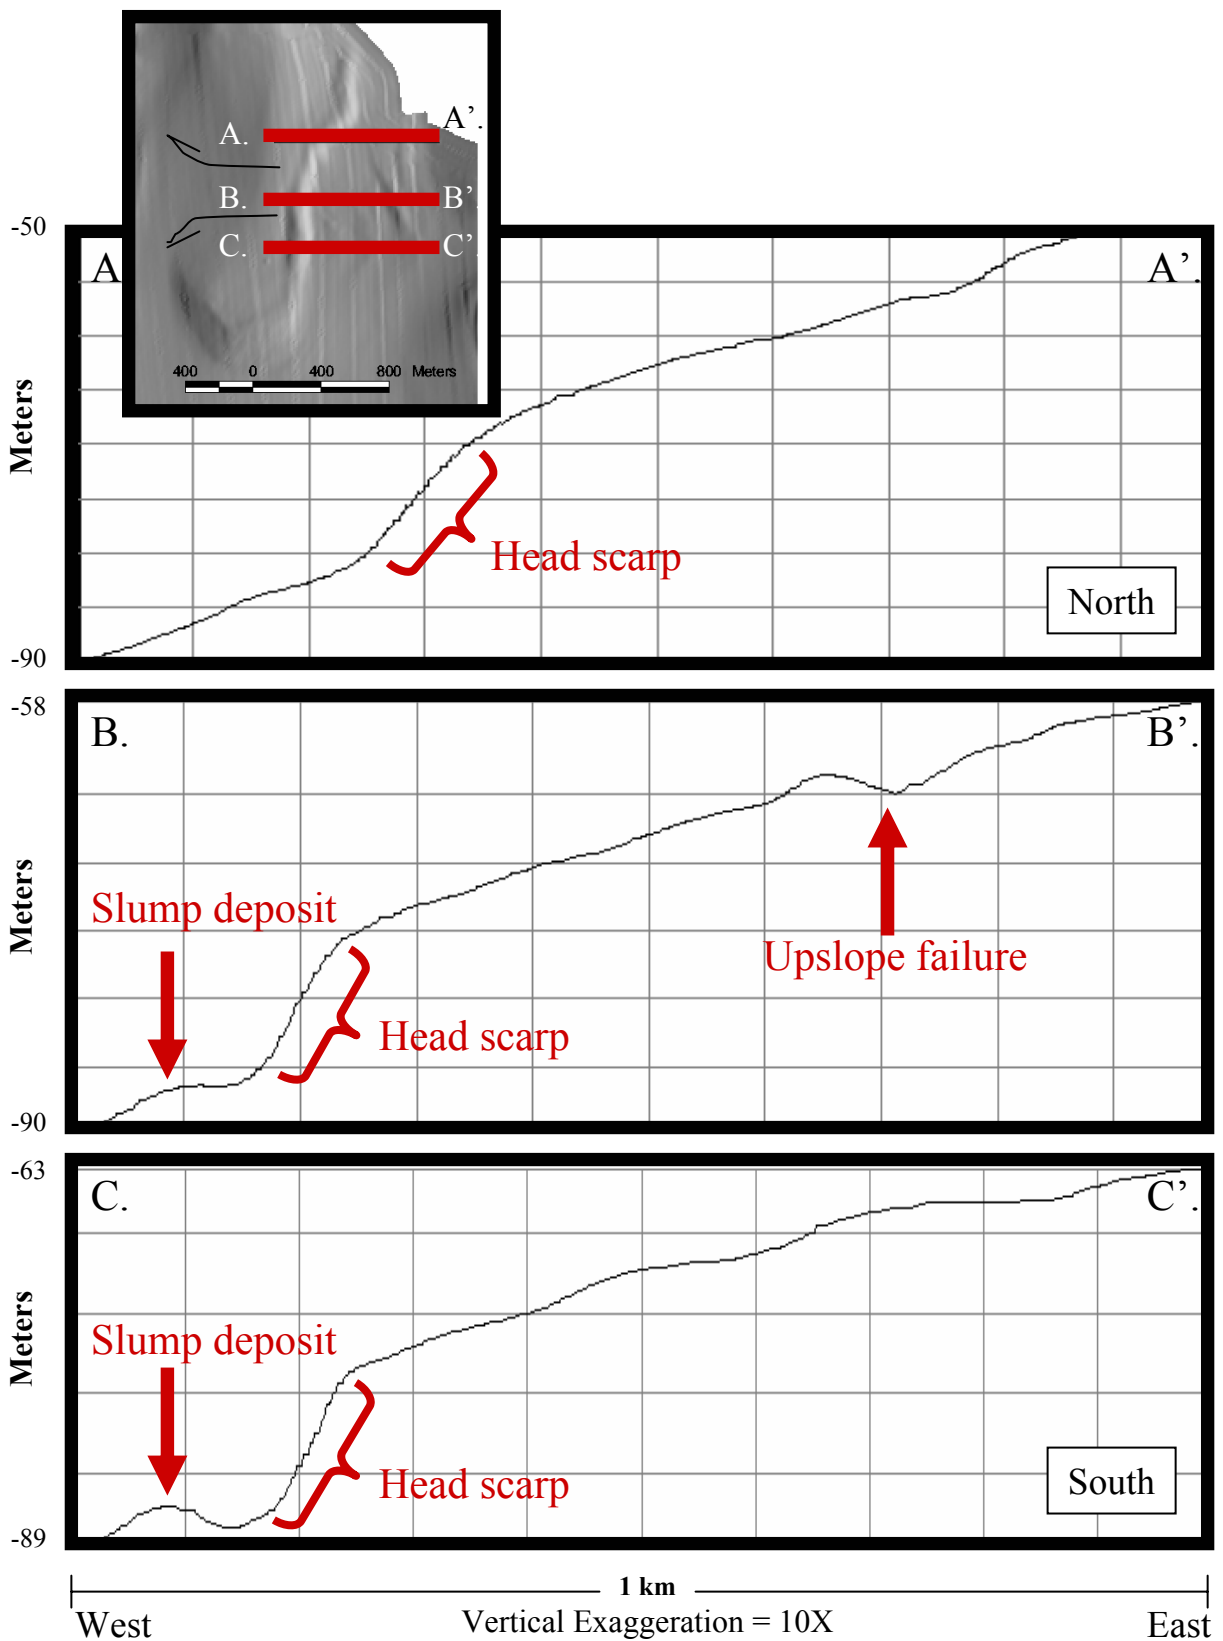 A.
A’.
B.
B’.
C.
C’.
400 0 400 800 Meters
-50
A
A’.
Meters
Head scarp
North
-90
-58
B.
B’.
Meters
Slump deposit
Upslope failure
Head scarp
-90
-63
C.
C’.
Meters
Slump deposit
Head scarp
South
-89
1 km
West
Vertical Exaggeration = 10X
East